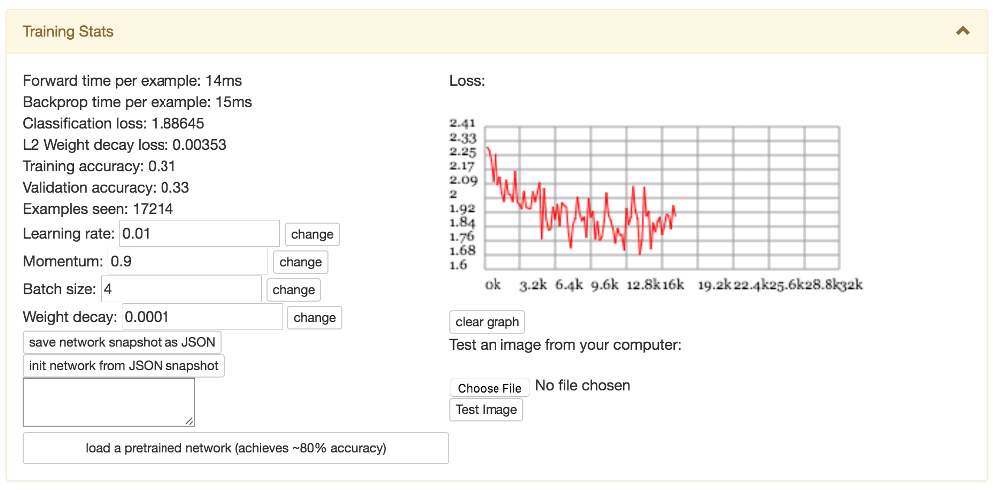 Training Stats
Forward time per example: 14ms
Backprop time per example: 15ms
Classification loss: 1.88645
L2 Weight decay loss: 0.00353
Training accuracy: 0.31
Validation accuracy: 0.33
Examples seen: 17214
Learning rate: 0.01 change
Momentum: 0.9 change
Batch size: 4 change
Weight decay: 0.0001 change
save network snapshot as JSON
init network from JSON snapshot
load a pretrained network (achieves ~80% accuracy)
Loss:
2.41
2.33
2.25
2.17
2.09
2
1.92
1.84
1.76
1.68
1.6
0k 3.2k 6.4k 9.6k 12.8k 16k 19.2k 22.4k 25.6k 28.8k 32k
clear graph
Test an image from your computer:
Choose File No file chosen
Test Image